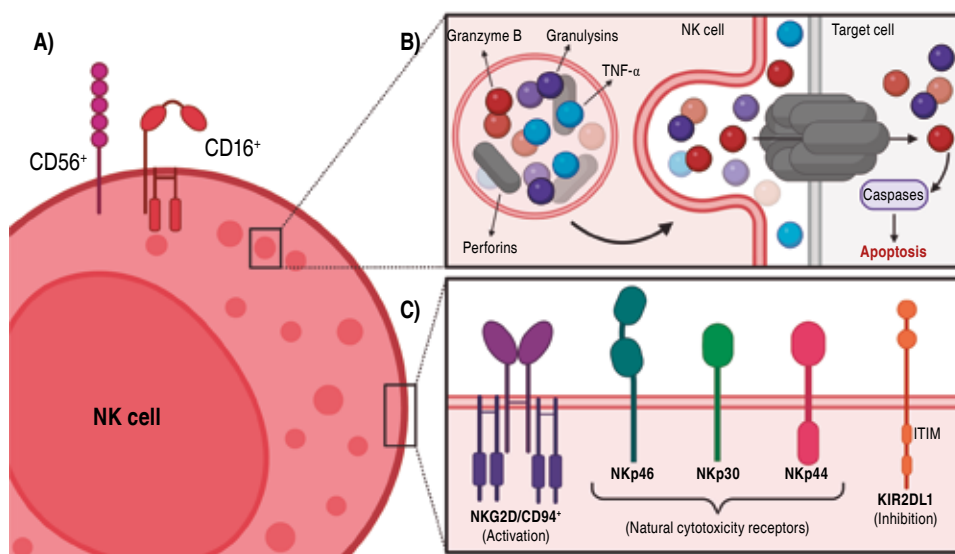 A)
CD56⁺
CD16⁺
NK cell
B)
Granzyme B
Granulysins
TNF-α
Perforins
NK cell
Target cell
Caspases
Apoptosis
C)
NKG2D/CD94⁺
(Activation)
NKp46
NKp30
NKp44
(Natural cytotoxicity receptors)
ITIM
KIR2DL1
(Inhibition)